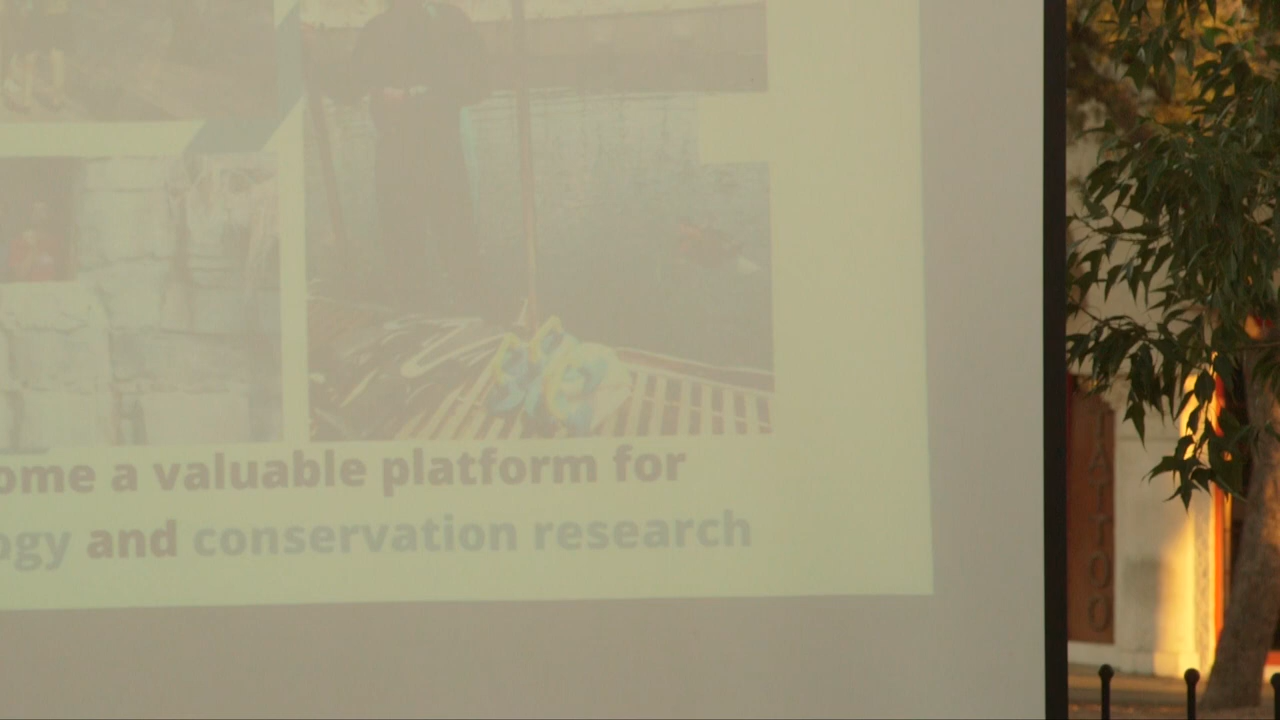 ome a valuable platform for
ogy and conservation research
TATTOO